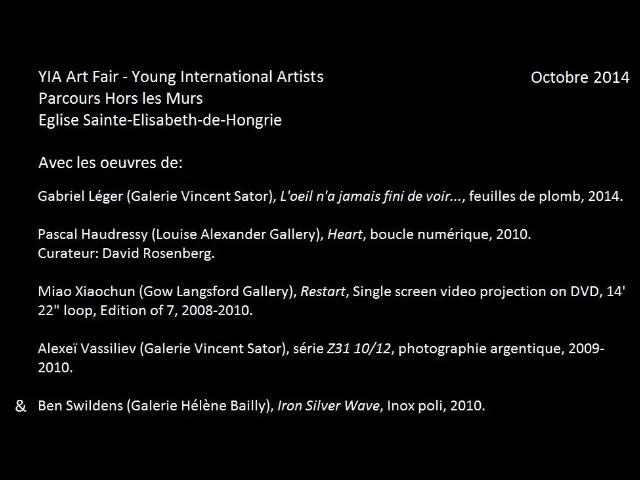 YIA Art Fair - Young International Artists
Octobre 2014
Parcours Hors les Murs
Eglise Sainte-Elisabeth-de-Hongrie
Avec les oeuvres de:
Gabriel Léger (Galerie Vincent Sator), L'oeil n'a jamais fini de voir..., feuilles de plomb, 2014.
Pascal Haudressy (Louise Alexander Gallery), Heart, boucle numérique, 2010.
Curateur: David Rosenberg.
Miao Xiaochun (Gow Langsford Gallery), Restart, Single screen video projection on DVD, 14'
22" loop, Edition of 7, 2008-2010.
Alexeï Vassiliev (Galerie Vincent Sator), série Z31 10/12, photographie argentique, 2009-
2010.
& Ben Swildens (Galerie Hélène Bailly), Iron Silver Wave, Inox poli, 2010.